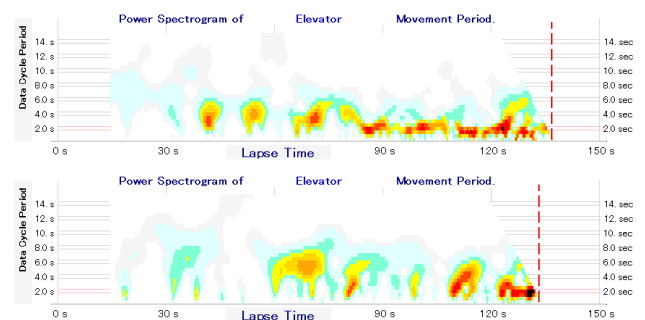 Power Spectrogram of Elevator Movement Period.
Data Cycle Period
14. s 14. sec
12. s 12. sec
10. s 10. sec
8.0 s 8.0 sec
6.0 s 6.0 sec
4.0 s 4.0 sec
2.0 s 2.0 sec
0 s 30 s 90 s 120 s 150 s
Lapse Time
Power Spectrogram of Elevator Movement Period.
Data Cycle Period
14. s 14. sec
12. s 12. sec
10. s 10. sec
8.0 s 8.0 sec
6.0 s 6.0 sec
4.0 s 4.0 sec
2.0 s 2.0 sec
0 s 30 s 90 s 120 s 150 s
Lapse Time